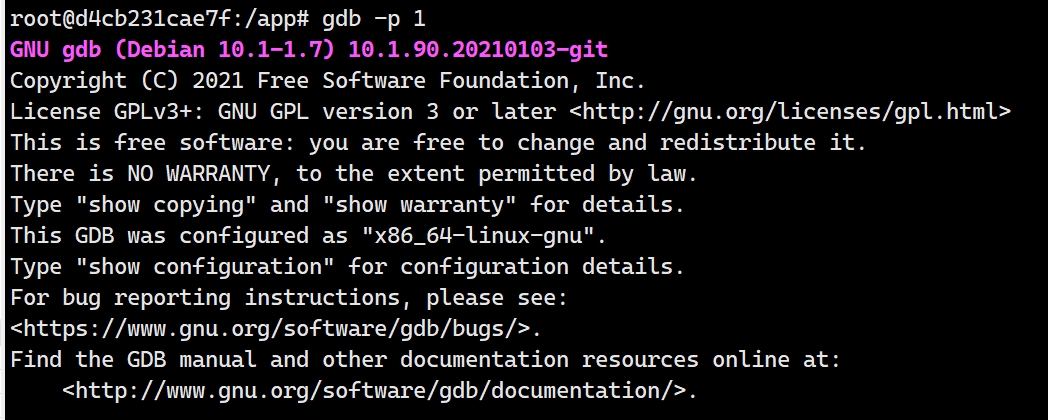 root@d4cb231cae7f:/app# gdb -p 1
GNU gdb (Debian 10.1-1.7) 10.1.90.20210103-git
Copyright (C) 2021 Free Software Foundation, Inc.
License GPLv3+: GNU GPL version 3 or later <http://gnu.org/licenses/gpl.html>
This is free software: you are free to change and redistribute it.
There is NO WARRANTY, to the extent permitted by law.
Type "show copying" and "show warranty" for details.
This GDB was configured as "x86_64-linux-gnu".
Type "show configuration" for configuration details.
For bug reporting instructions, please see:
<https://www.gnu.org/software/gdb/bugs/>.
Find the GDB manual and other documentation resources online at:
    <http://www.gnu.org/software/gdb/documentation/>.